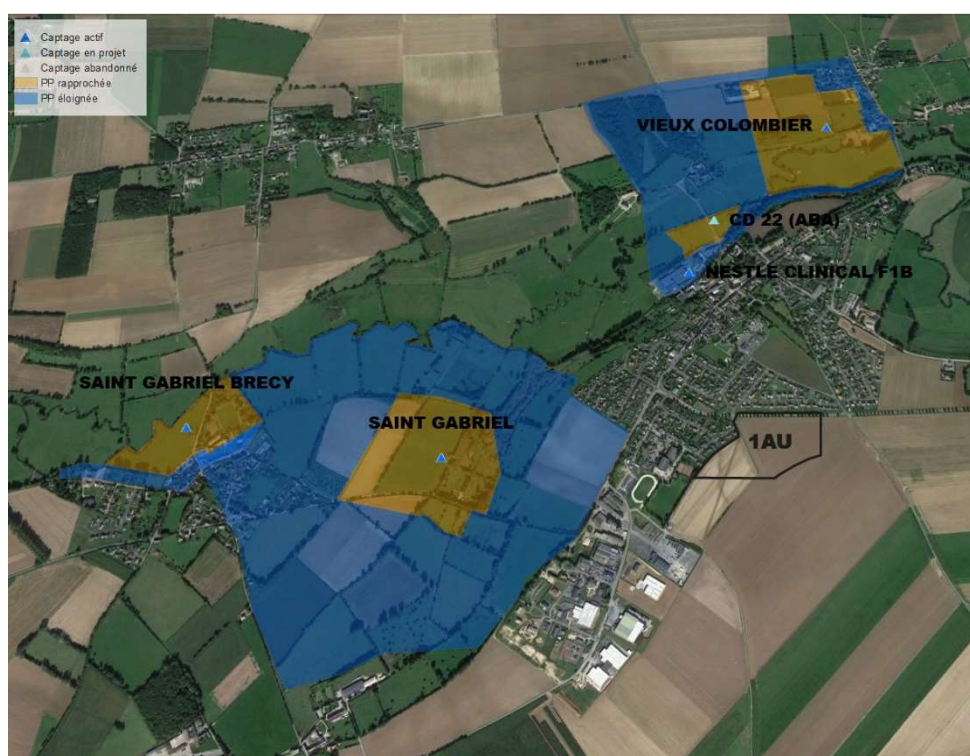 Captage actif
Captage en projet
Captage abandonné
PP rapprochée
PP éloignée
VIEUX COLOMBIER
CD 22 (ABA)
NESTLE CLINICAL F1B
SAINT GABRIEL BRECY
SAINT GABRIEL
1AU